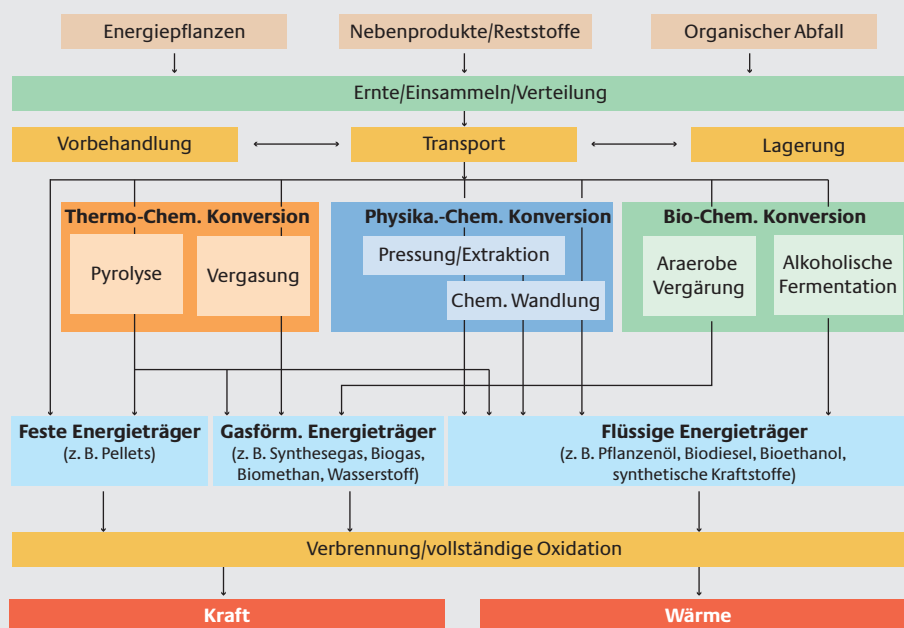 Energiepflanzen
Nebenprodukte/Reststoffe
Organischer Abfall
Ernte/Einsammeln/Verteilung
Vorbehandlung
Transport
Lagerung
Thermo-Chem. Konversion
Pyrolyse
Vergasung
Physika.-Chem. Konversion
Pressung/Extraktion
Chem. Wandlung
Bio-Chem. Konversion
Araerobe
Vergärung
Alkoholische
Fermentation
Feste Energieträger
(z. B. Pellets)
Gasförm. Energieträger
(z. B. Synthesegas, Biogas,
Biomethan, Wasserstoff)
Flüssige Energieträger
(z. B. Pflanzenöl, Biodiesel, Bioethanol,
synthetische Kraftstoffe)
Verbrennung/vollständige Oxidation
Kraft
Wärme